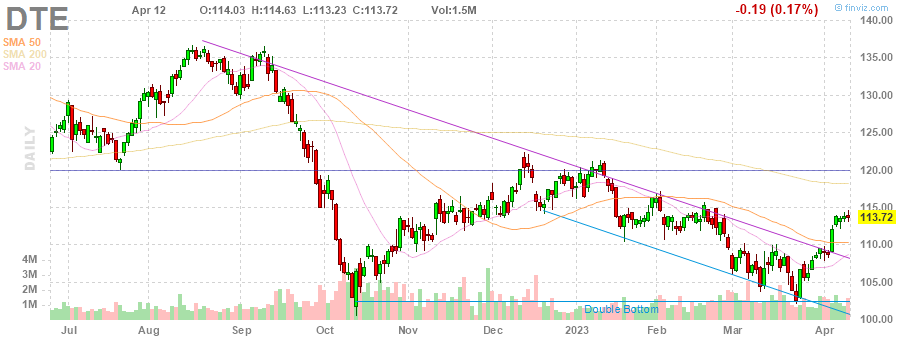 DTE Apr 12 O:114.03 H:114.63 L:113.23 C:113.72 Vol:1.5M -0.19 (0.17%) © finviz.com
SMA 50
SMA 200
SMA 20
DAILY
140.00
135.00
130.00
125.00
120.00
115.00
113.72
110.00
105.00
100.00
4M
3M
2M
1M
Double Bottom
Jul Aug Sep Oct Nov Dec 2023 Feb Mar Apr